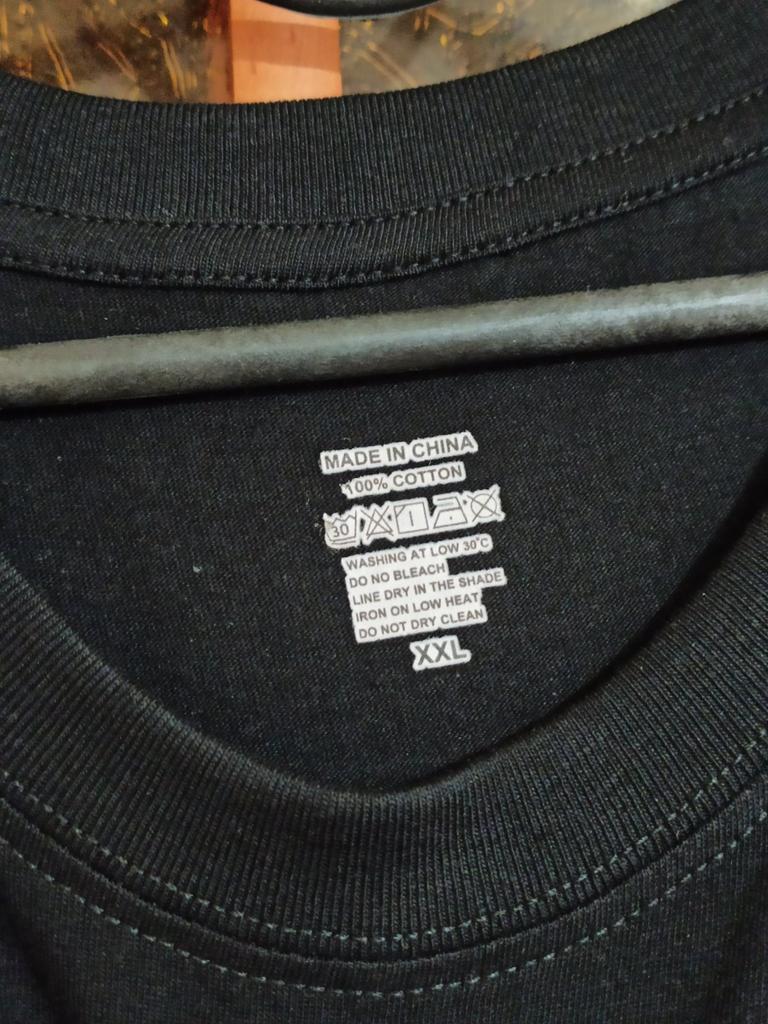 MADE IN CHINA
100% COTTON
30
WASHING AT LOW 30°C
DO NO BLEACH
LINE DRY IN THE SHADE
IRON ON LOW HEAT
DO NOT DRY CLEAN
XXL